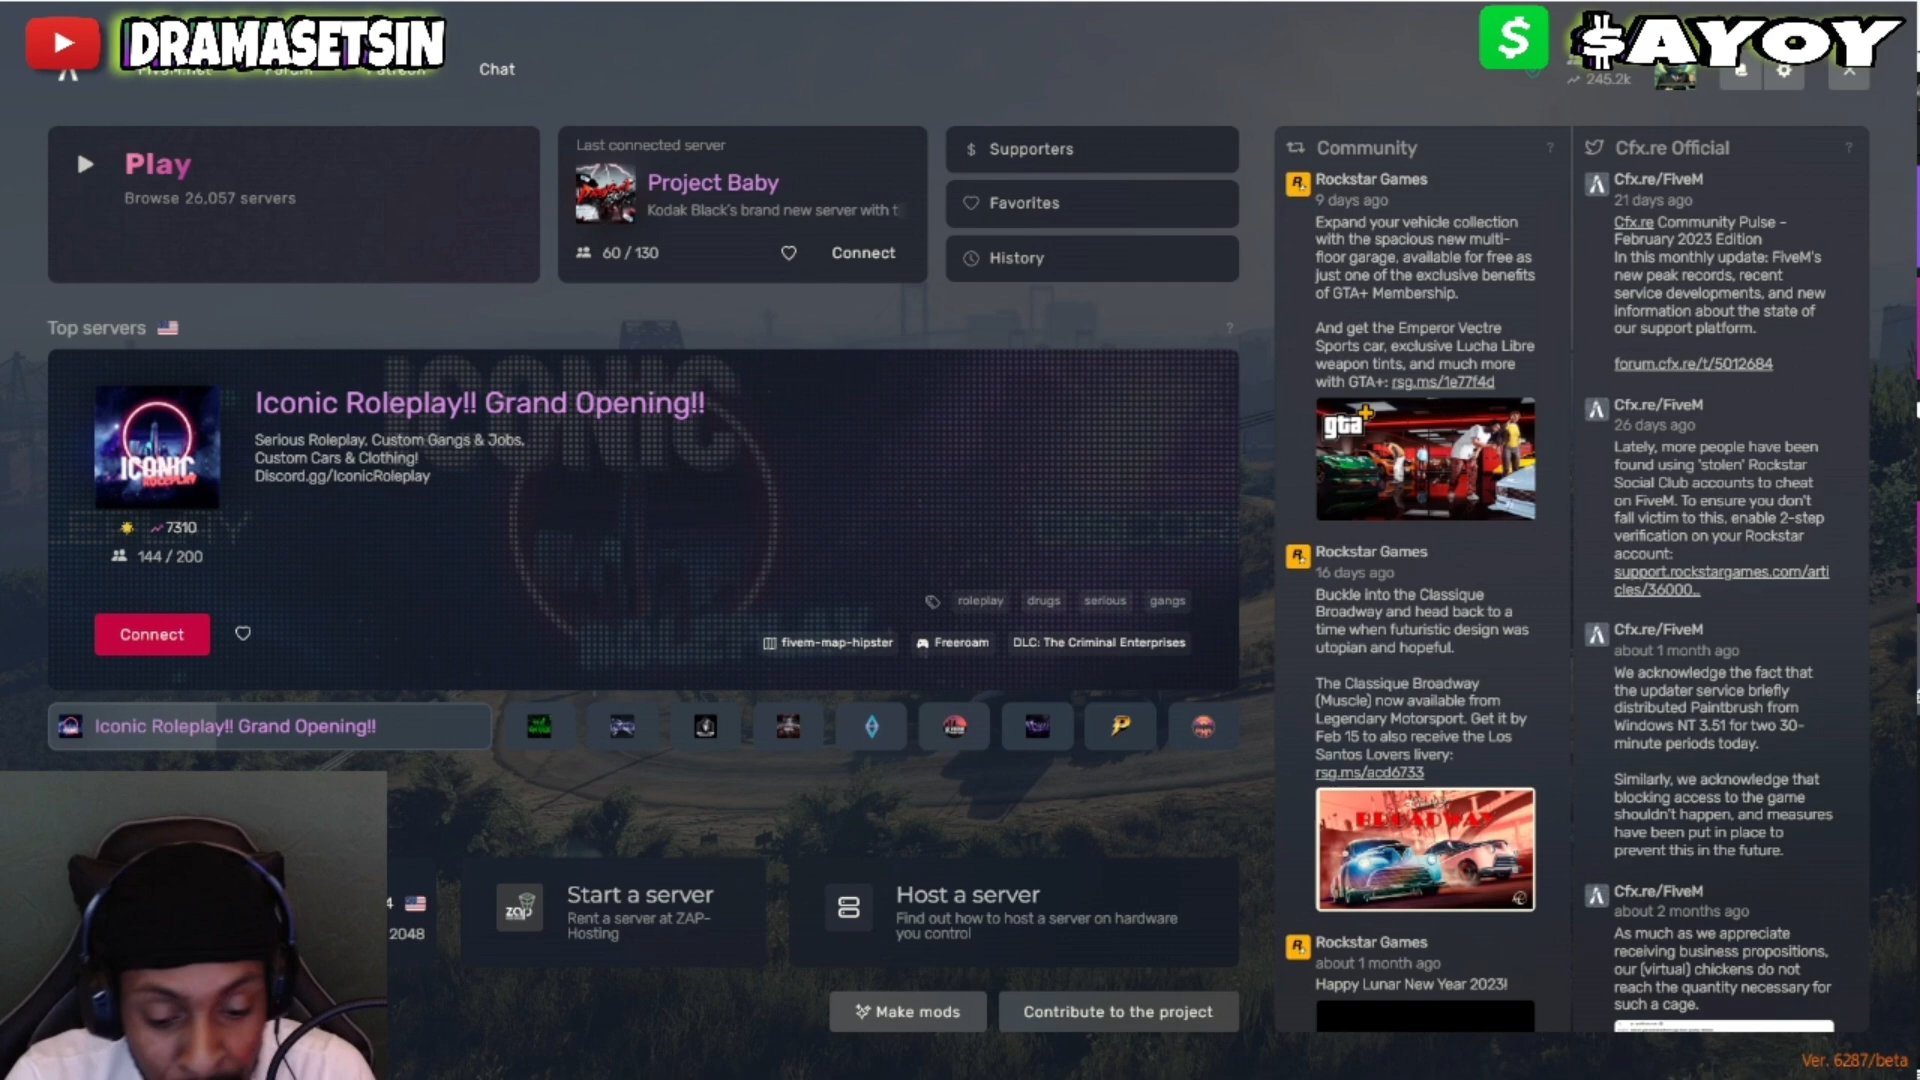 DRAMASETSIN
$AYOY
Chat
245.2k
Play
Browse 26,057 servers
Last connected server
Project Baby
Kodak Black's brand new server with t
60 / 130
Connect
Supporters
Favorites
History
Top servers
?
Iconic Roleplay!! Grand Opening!!
Serious Roleplay, Custom Gangs & Jobs,
Custom Cars & Clothing!
Discord.gg/IconicRoleplay
ICONIC
ROLEPLAY
7310
144 / 200
Connect
roleplay drugs serious gangs
fivem-map-hipster Freeroam DLC: The Criminal Enterprises
Iconic Roleplay!! Grand Opening!!
4
2048
zap
Start a server
Rent a server at ZAP-
Hosting
Host a server
Find out how to host a server on hardware
you control
Make mods
Contribute to the project
Community
?
Rockstar Games
9 days ago
Expand your vehicle collection
with the spacious new multi-
floor garage, available for free as
just one of the exclusive benefits
of GTA+ Membership.
And get the Emperor Vectre
Sports car, exclusive Lucha Libre
weapon tints, and much more
with GTA+: rsg.ms/1e77f4d
gta+
Rockstar Games
16 days ago
Buckle into the Classique
Broadway and head back to a
time when futuristic design was
utopian and hopeful.
The Classique Broadway
(Muscle) now available from
Legendary Motorsport. Get it by
Feb 15 to also receive the Los
Santos Lovers livery:
rsg.ms/acd6733
BROADWAY
Rockstar Games
about 1 month ago
Happy Lunar New Year 2023!
Cfx.re Official
?
Cfx.re/FiveM
21 days ago
Cfx.re Community Pulse –
February 2023 Edition
In this monthly update: FiveM's
new peak records, recent
service developments, and new
information about the state of
our support platform.
forum.cfx.re/t/5012684
Cfx.re/FiveM
26 days ago
Lately, more people have been
found using 'stolen' Rockstar
Social Club accounts to cheat
on FiveM. To ensure you don't
fall victim to this, enable 2-step
verification on your Rockstar
account:
support.rockstargames.com/arti
cles/36000…
Cfx.re/FiveM
about 1 month ago
We acknowledge the fact that
the updater service briefly
distributed Paintbrush from
Windows NT 3.51 for two 30-
minute periods today.
Similarly, we acknowledge that
blocking access to the game
shouldn't happen, and measures
have been put in place to
prevent this in the future.
Cfx.re/FiveM
about 2 months ago
As much as we appreciate
receiving business propositions,
our (virtual) chickens do not
reach the quantity necessary for
such a cage.
Ver. 6287/beta